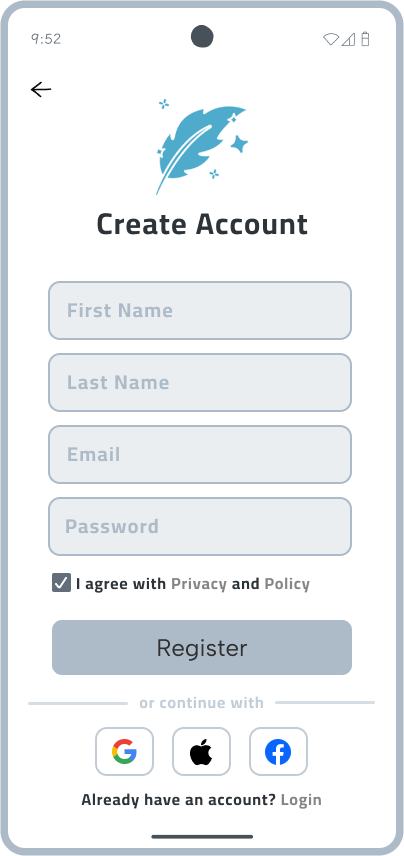 9:52
Create Account
First Name
Last Name
Email
Password
I agree with Privacy and Policy
Register
or continue with
Already have an account? Login